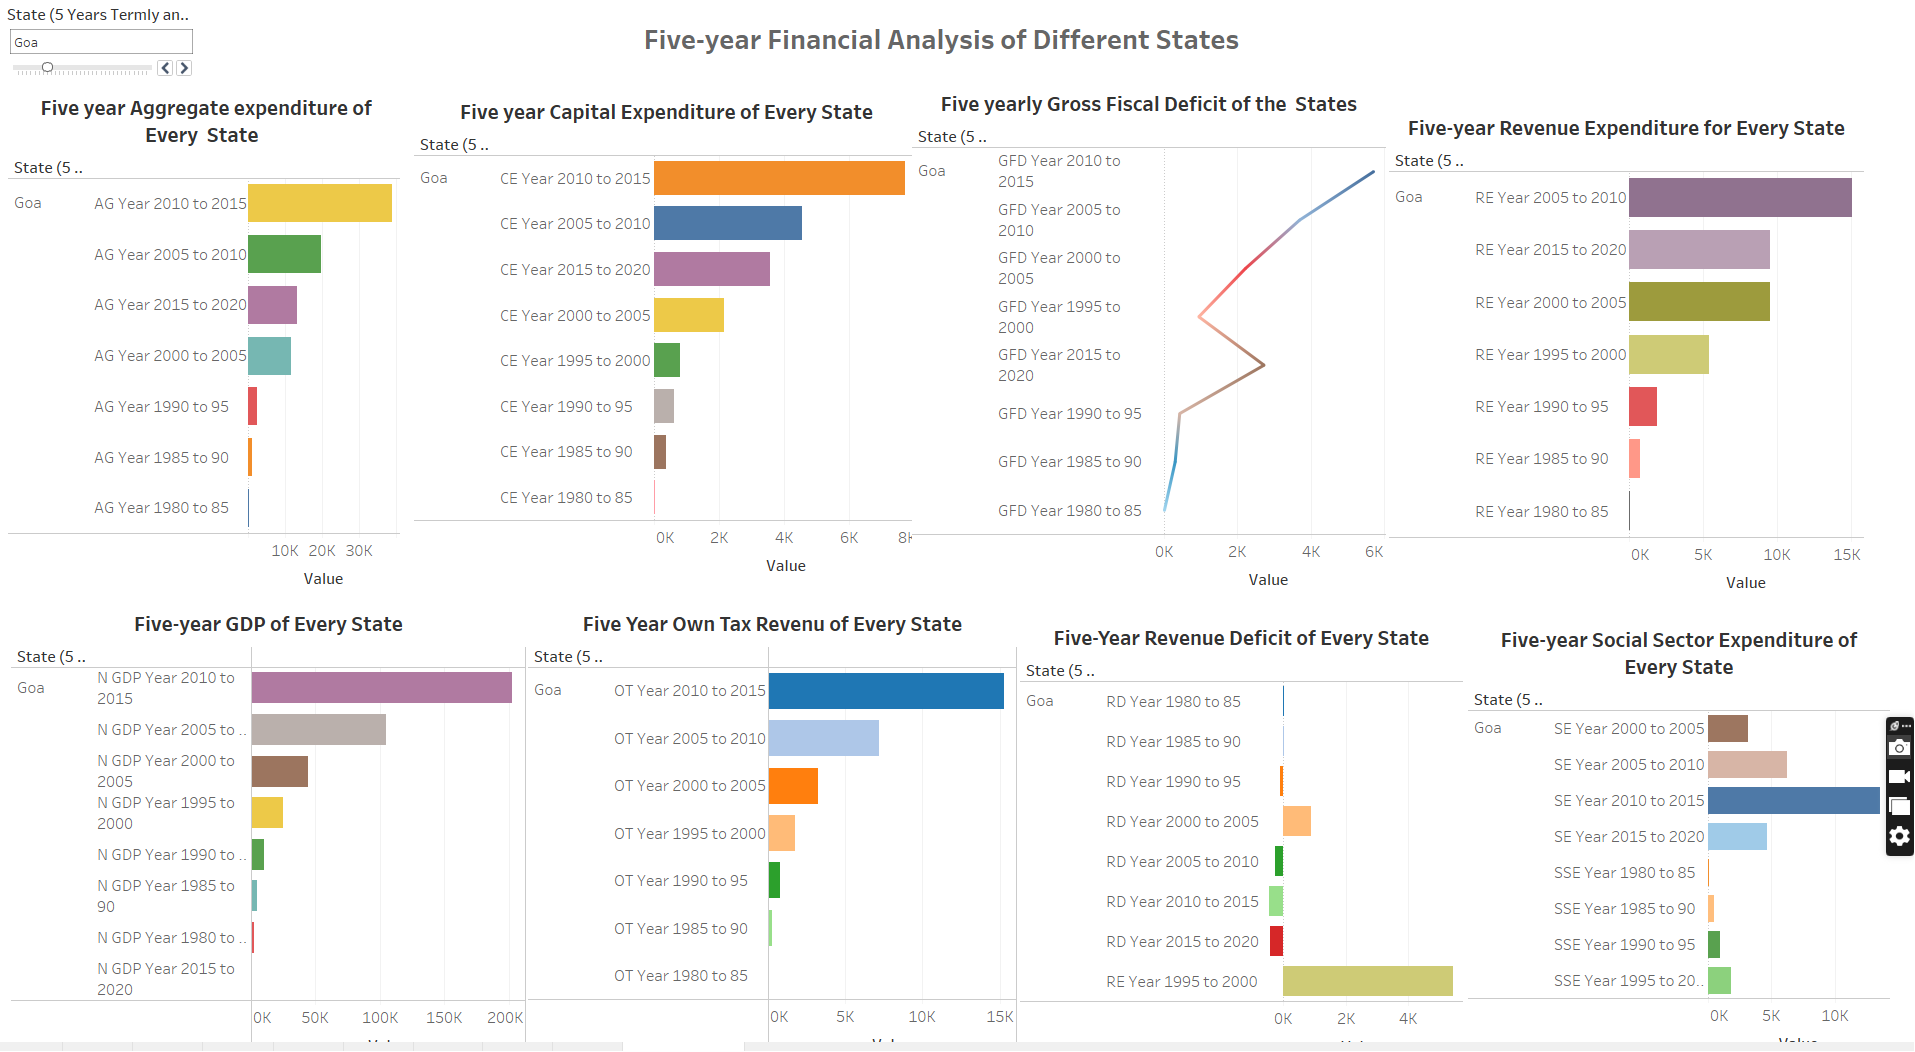 State (5 Years Termly an..
Goa
Five-year Financial Analysis of Different States
Five year Aggregate expenditure of
Every State
State (5 ..
Goa
AG Year 2010 to 2015
AG Year 2005 to 2010
AG Year 2015 to 2020
AG Year 2000 to 2005
AG Year 1990 to 95
AG Year 1985 to 90
AG Year 1980 to 85
10K 20K 30K
Value
Five year Capital Expenditure of Every State
State (5 ..
Goa
CE Year 2010 to 2015
CE Year 2005 to 2010
CE Year 2015 to 2020
CE Year 2000 to 2005
CE Year 1995 to 2000
CE Year 1990 to 95
CE Year 1985 to 90
CE Year 1980 to 85
0K 2K 4K 6K 8K
Value
Five yearly Gross Fiscal Deficit of the States
State (5 ..
Goa
GFD Year 2010 to
2015
GFD Year 2005 to
2010
GFD Year 2000 to
2005
GFD Year 1995 to
2000
GFD Year 2015 to
2020
GFD Year 1990 to 95
GFD Year 1985 to 90
GFD Year 1980 to 85
0K 2K 4K 6K
Value
Five-year Revenue Expenditure for Every State
State (5 ..
Goa
RE Year 2005 to 2010
RE Year 2015 to 2020
RE Year 2000 to 2005
RE Year 1995 to 2000
RE Year 1990 to 95
RE Year 1985 to 90
RE Year 1980 to 85
0K 5K 10K 15K
Value
Five-year GDP of Every State
State (5 ..
Goa
N GDP Year 2010 to
2015
N GDP Year 2005 to ..
N GDP Year 2000 to
2005
N GDP Year 1995 to
2000
N GDP Year 1990 to ..
N GDP Year 1985 to
90
N GDP Year 1980 to ..
N GDP Year 2015 to
2020
0K 50K 100K 150K 200K
Five Year Own Tax Revenu of Every State
State (5 ..
Goa
OT Year 2010 to 2015
OT Year 2005 to 2010
OT Year 2000 to 2005
OT Year 1995 to 2000
OT Year 1990 to 95
OT Year 1985 to 90
OT Year 1980 to 85
0K 5K 10K 15K
Five-Year Revenue Deficit of Every State
State (5 ..
Goa
RD Year 1980 to 85
RD Year 1985 to 90
RD Year 1990 to 95
RD Year 2000 to 2005
RD Year 2005 to 2010
RD Year 2010 to 2015
RD Year 2015 to 2020
RE Year 1995 to 2000
0K 2K 4K
Five-year Social Sector Expenditure of
Every State
State (5 ..
Goa
SE Year 2000 to 2005
SE Year 2005 to 2010
SE Year 2010 to 2015
SE Year 2015 to 2020
SSE Year 1980 to 85
SSE Year 1985 to 90
SSE Year 1990 to 95
SSE Year 1995 to 20..
0K 5K 10K